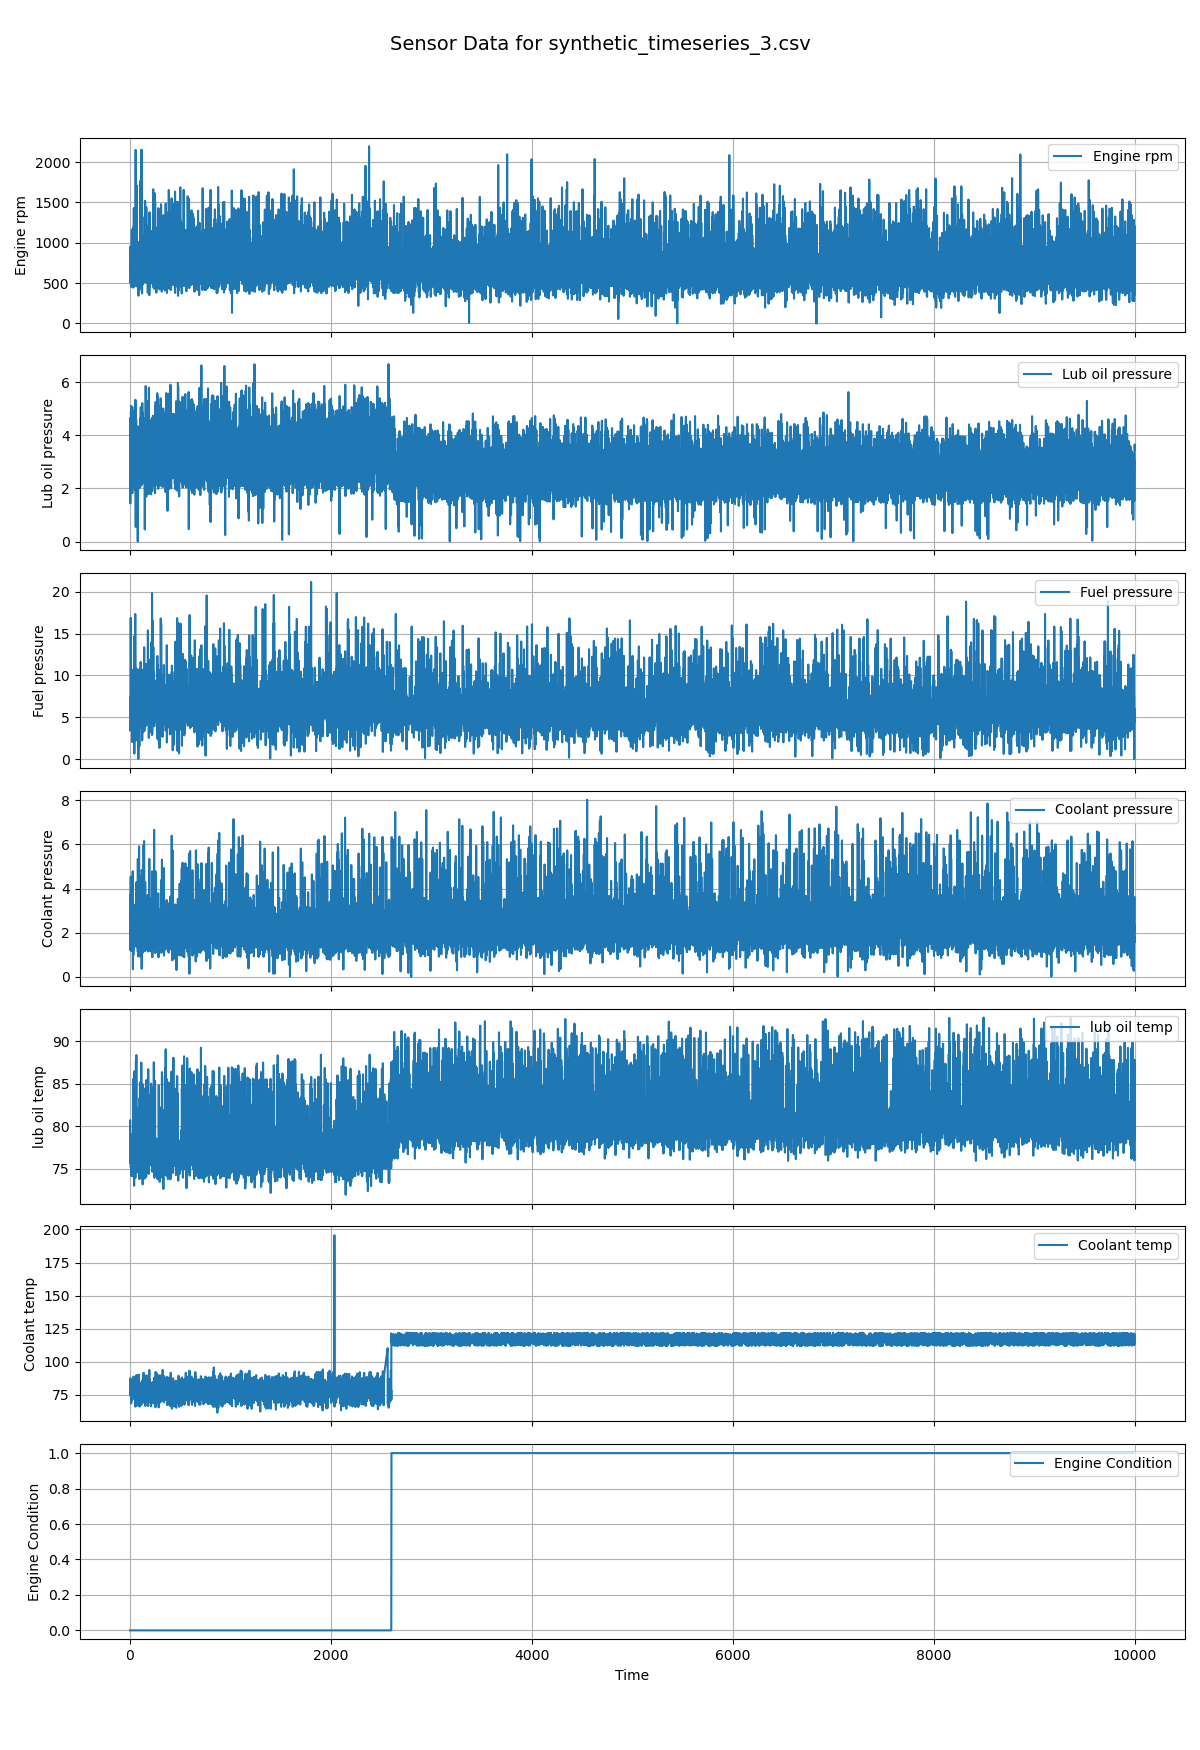 Sensor Data for synthetic_timeseries_3.csv
Engine rpm
2000
1500
1000
500
0
Engine rpm
Lub oil pressure
6
4
2
0
Lub oil pressure
Fuel pressure
20
15
10
5
0
Fuel pressure
Coolant pressure
8
6
4
2
0
Coolant pressure
lub oil temp
90
85
80
75
lub oil temp
Coolant temp
200
175
150
125
100
75
Coolant temp
Engine Condition
1.0
0.8
0.6
0.4
0.2
0.0
Engine Condition
0 2000 4000 6000 8000 10000
Time